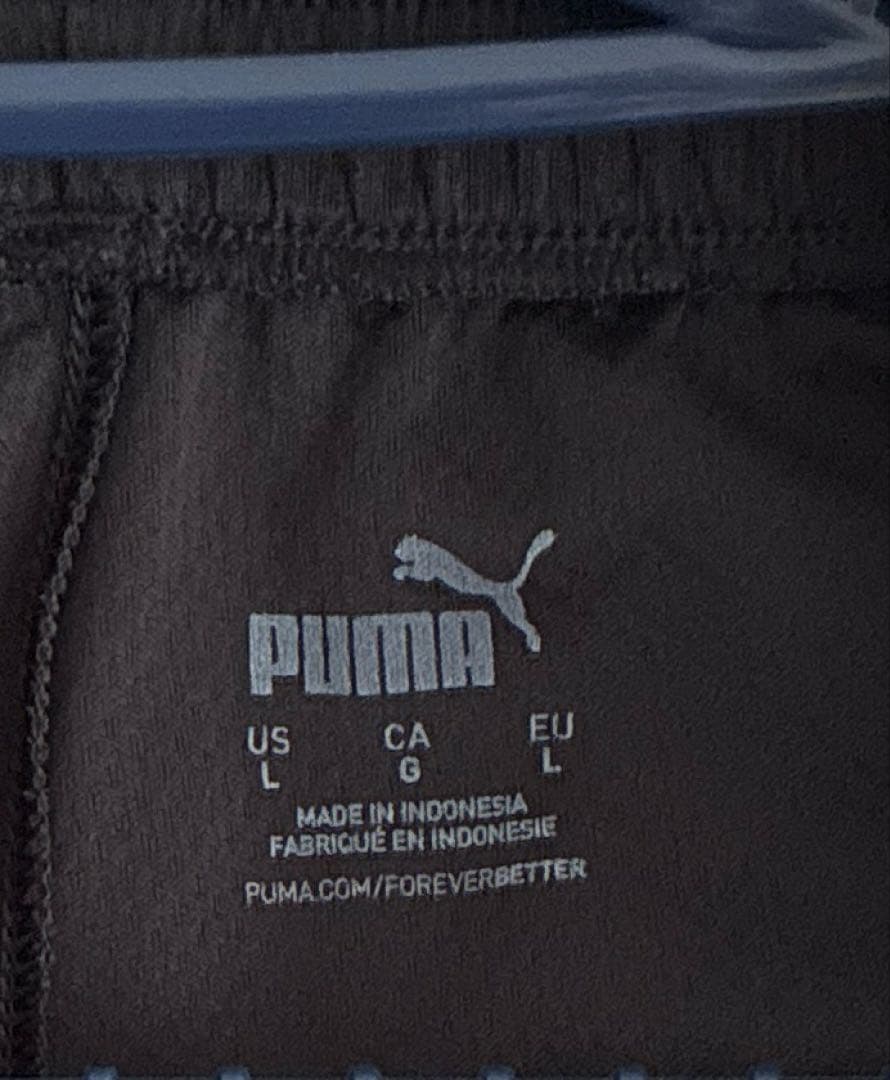 PUMA
US CA EU
L G L
MADE IN INDONESIA
FABRIQUÉ EN INDONESIE
PUMA.COM/FOREVERBETTER